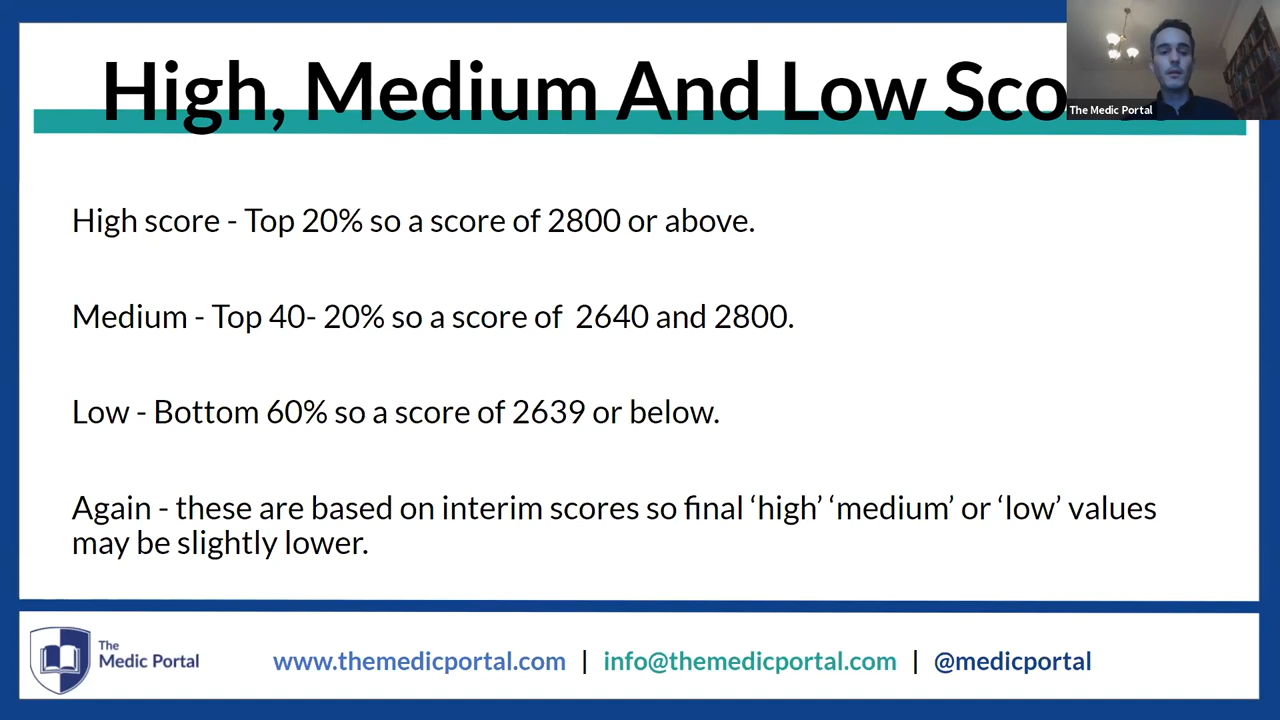 High, Medium And Low Sco
The Medic Portal
High score - Top 20% so a score of 2800 or above.
Medium - Top 40- 20% so a score of  2640 and 2800.
Low - Bottom 60% so a score of 2639 or below.
Again - these are based on interim scores so final ‘high’ ‘medium’ or ‘low’ values
may be slightly lower.
The
Medic Portal
www.themedicportal.com | info@themedicportal.com | @medicportal